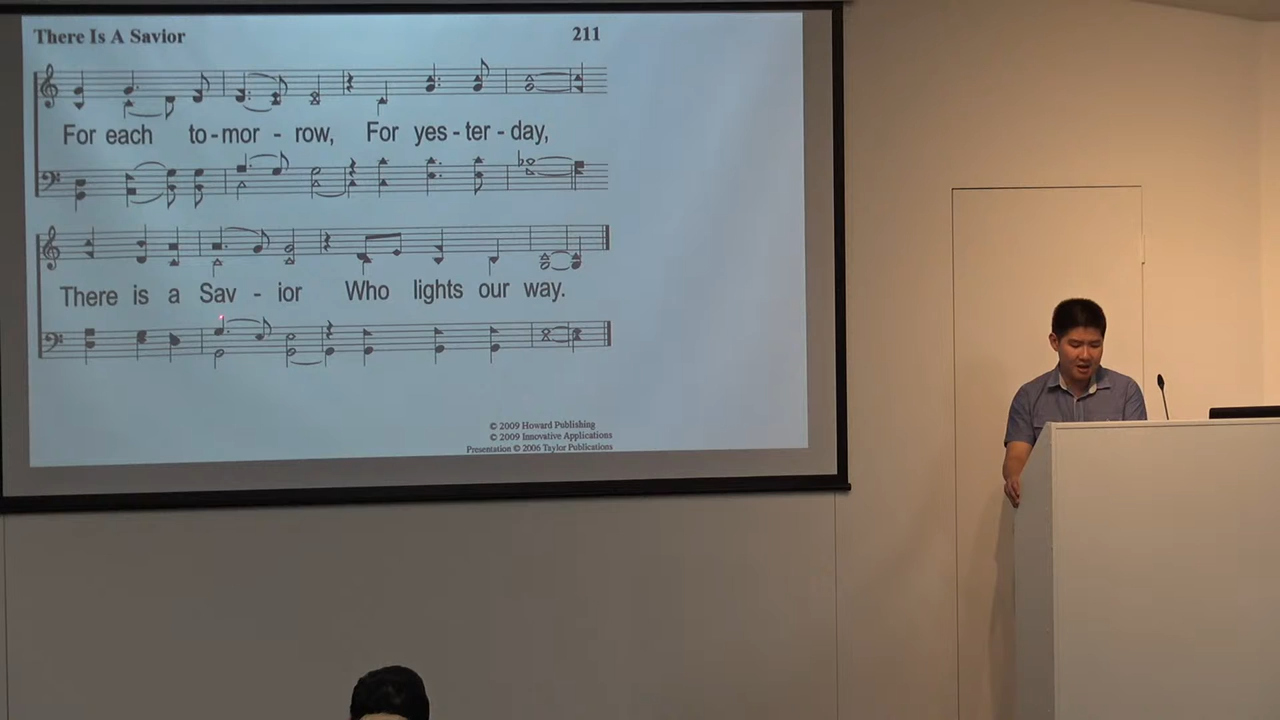 There Is A Savior 211
For each to-mor - row, For yes - ter - day,
There is a Sav - ior Who lights our way.
© 2009 Howard Publishing
© 2009 Innovative Applications
Presentation © 2006 Taylor Publications